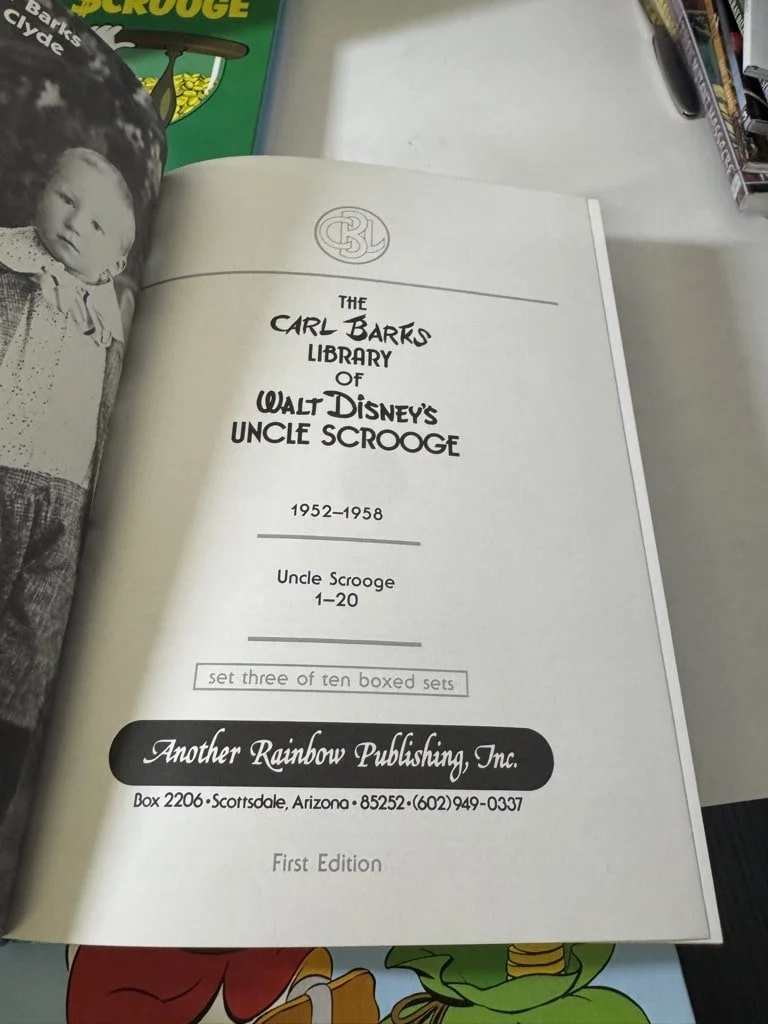 SCROOGE
Barks
Clyde
CBL
THE
CARL BARKS
LIBRARY
OF
WALT DISNEY'S
UNCLE SCROOGE
1952–1958
Uncle Scrooge
1–20
set three of ten boxed sets
Another Rainbow Publishing, Inc.
Box 2206 • Scottsdale, Arizona • 85252 • (602) 949-0337
First Edition